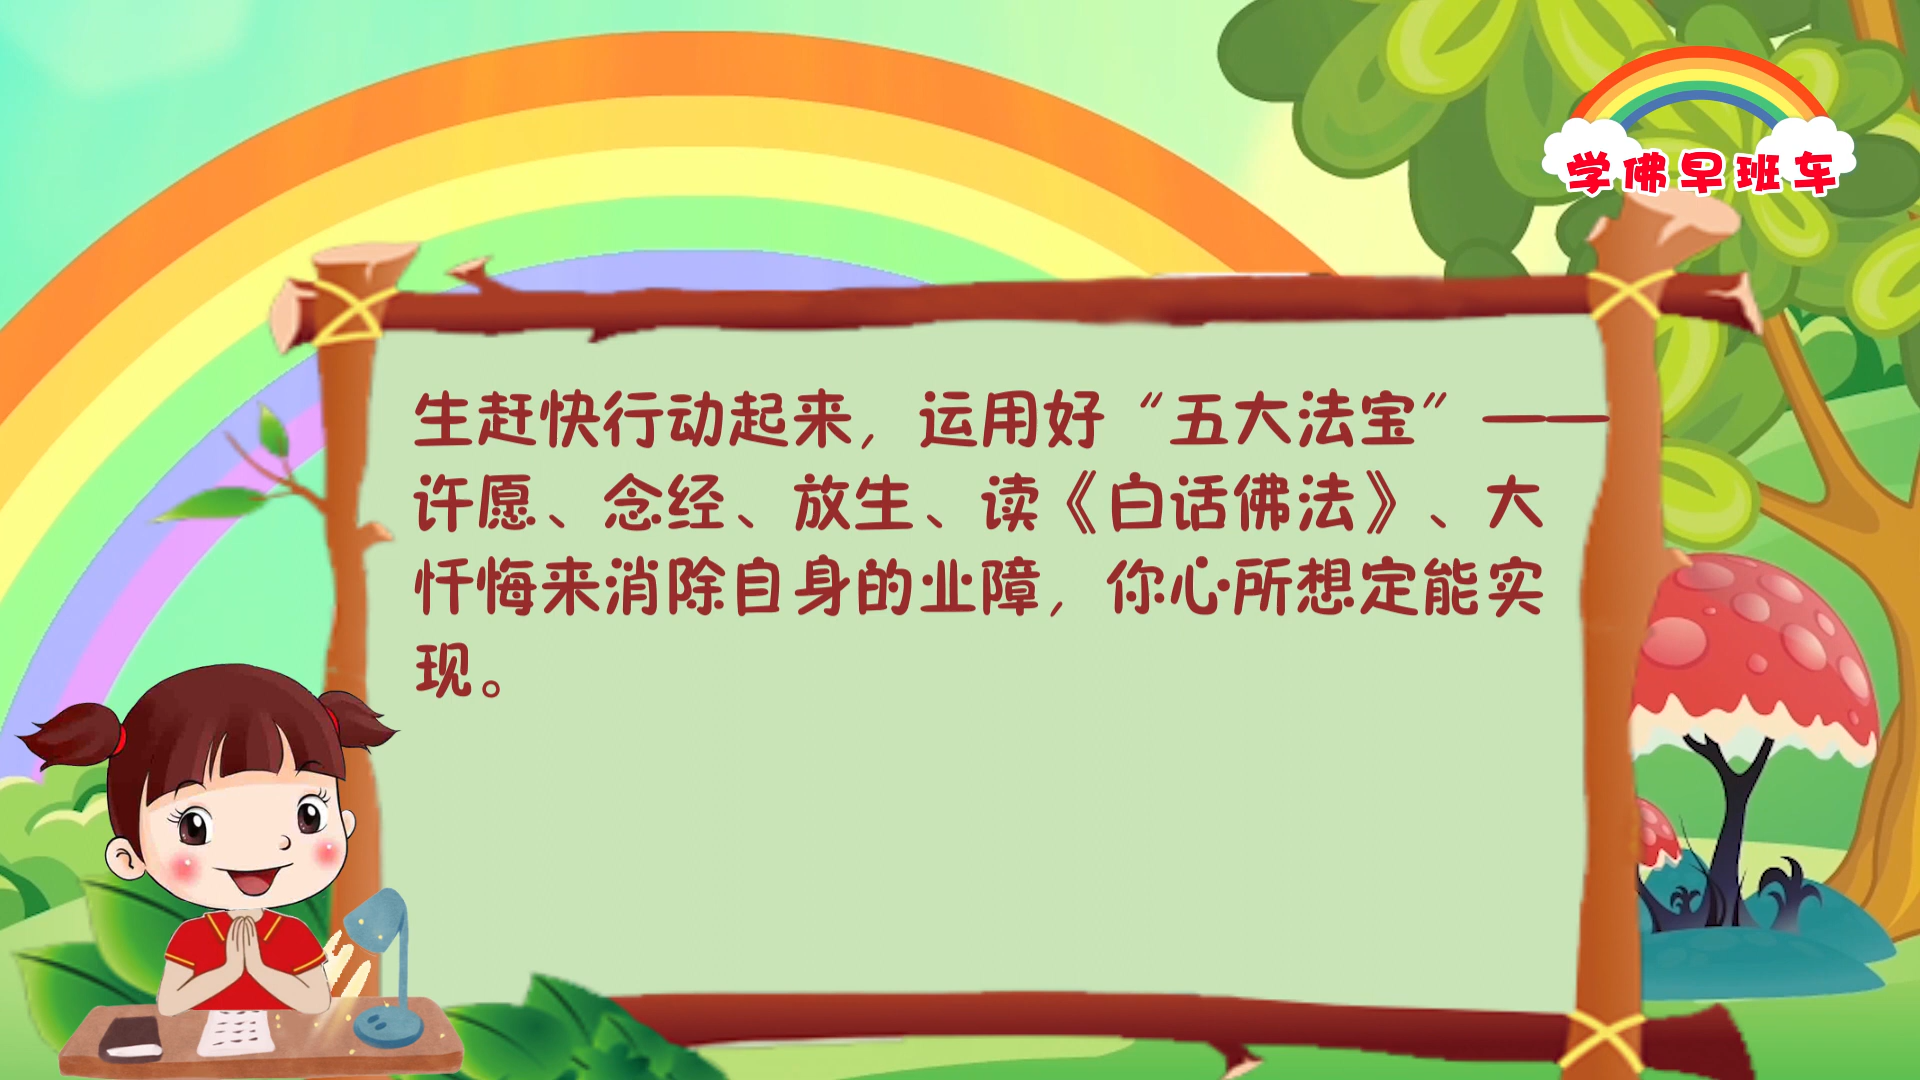 学佛早班车
生赶快行动起来，运用好“五大法宝”——
许愿、念经、放生、读《白话佛法》、大
忏悔来消除自身的业障，你心所想定能实
现。